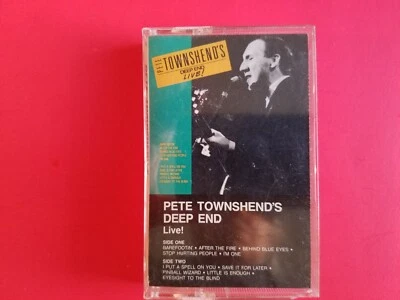 PETE
TOWNSHEND'S
DEEP END
LIVE!
PETE TOWNSHEND'S
DEEP END
Live!
SIDE ONE
BAREFOOTIN' • AFTER THE FIRE • BEHIND BLUE EYES •
STOP HURTING PEOPLE • I'M ONE
SIDE TWO
I PUT A SPELL ON YOU • SAVE IT FOR LATER •
PINBALL WIZARD • LITTLE IS ENOUGH •
EYESIGHT TO THE BLIND